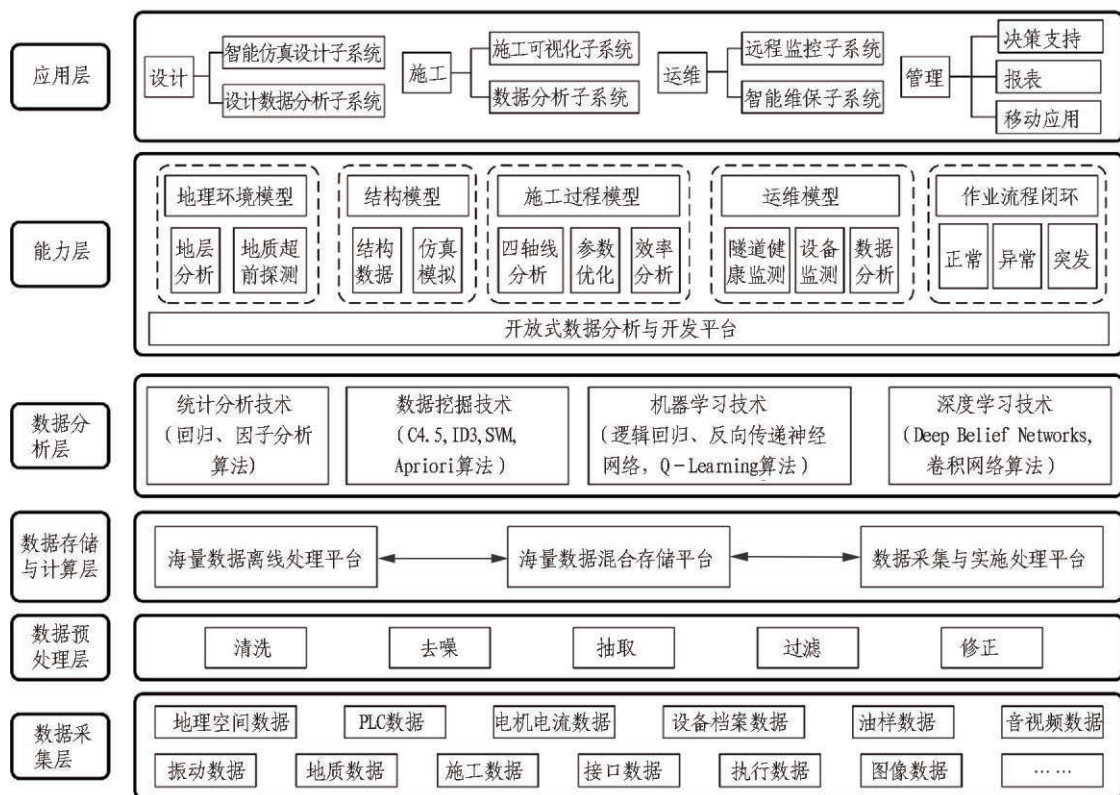 应用层
设计
智能仿真设计子系统
设计数据分析子系统
施工
施工可视化子系统
数据分析子系统
运维
远程监控子系统
智能维保子系统
管理
决策支持
报表
移动应用
能力层
地理环境模型
地层
分析
地质超
前探测
结构模型
结构
数据
仿真
模拟
施工过程模型
四轴线
分析
参数
优化
效率
分析
运维模型
隧道健
康监测
设备
监测
数据
分析
作业流程闭环
正常
异常
突发
开放式数据分析与开发平台
数据分
析层
统计分析技术
(回归、因子分析
算法)
数据挖掘技术
(C4.5,ID3,SVM,
Apriori算法)
机器学习技术
(逻辑回归、反向传递神经
网络，Q-Learning算法)
深度学习技术
(Deep Belief Networks,
卷积网络算法)
数据存储
与计算层
海量数据离线处理平台
海量数据混合存储平台
数据采集与实施处理平台
数据预
处理层
清洗
去噪
抽取
过滤
修正
数据采
集层
地理空间数据
PLC数据
电机电流数据
设备档案数据
油样数据
音视频数据
振动数据
地质数据
施工数据
接口数据
执行数据
图像数据
……